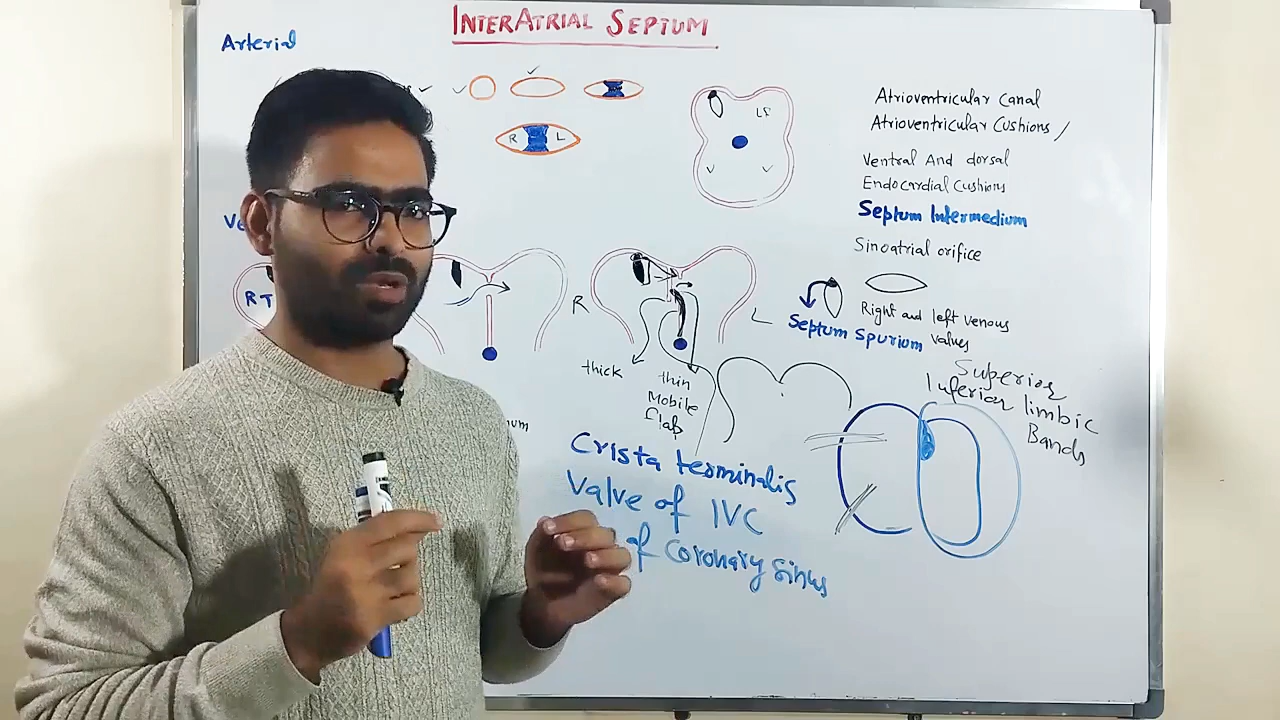 INTERATRIAL SEPTUM
Arterial
R L
LF
Atrioventricular Canal
Atrioventricular Cushions /
Ventral And dorsal
Endocardial Cushions
Septum Intermedium
Sinoatrial orifice
Right and left venous
valves
Septum Spurium
RT
R
L
thick
thin
Mobile
flap
Superior
Inferior limbic
Bands
Crista terminalis
Valve of IVC
of Coronary Sinus